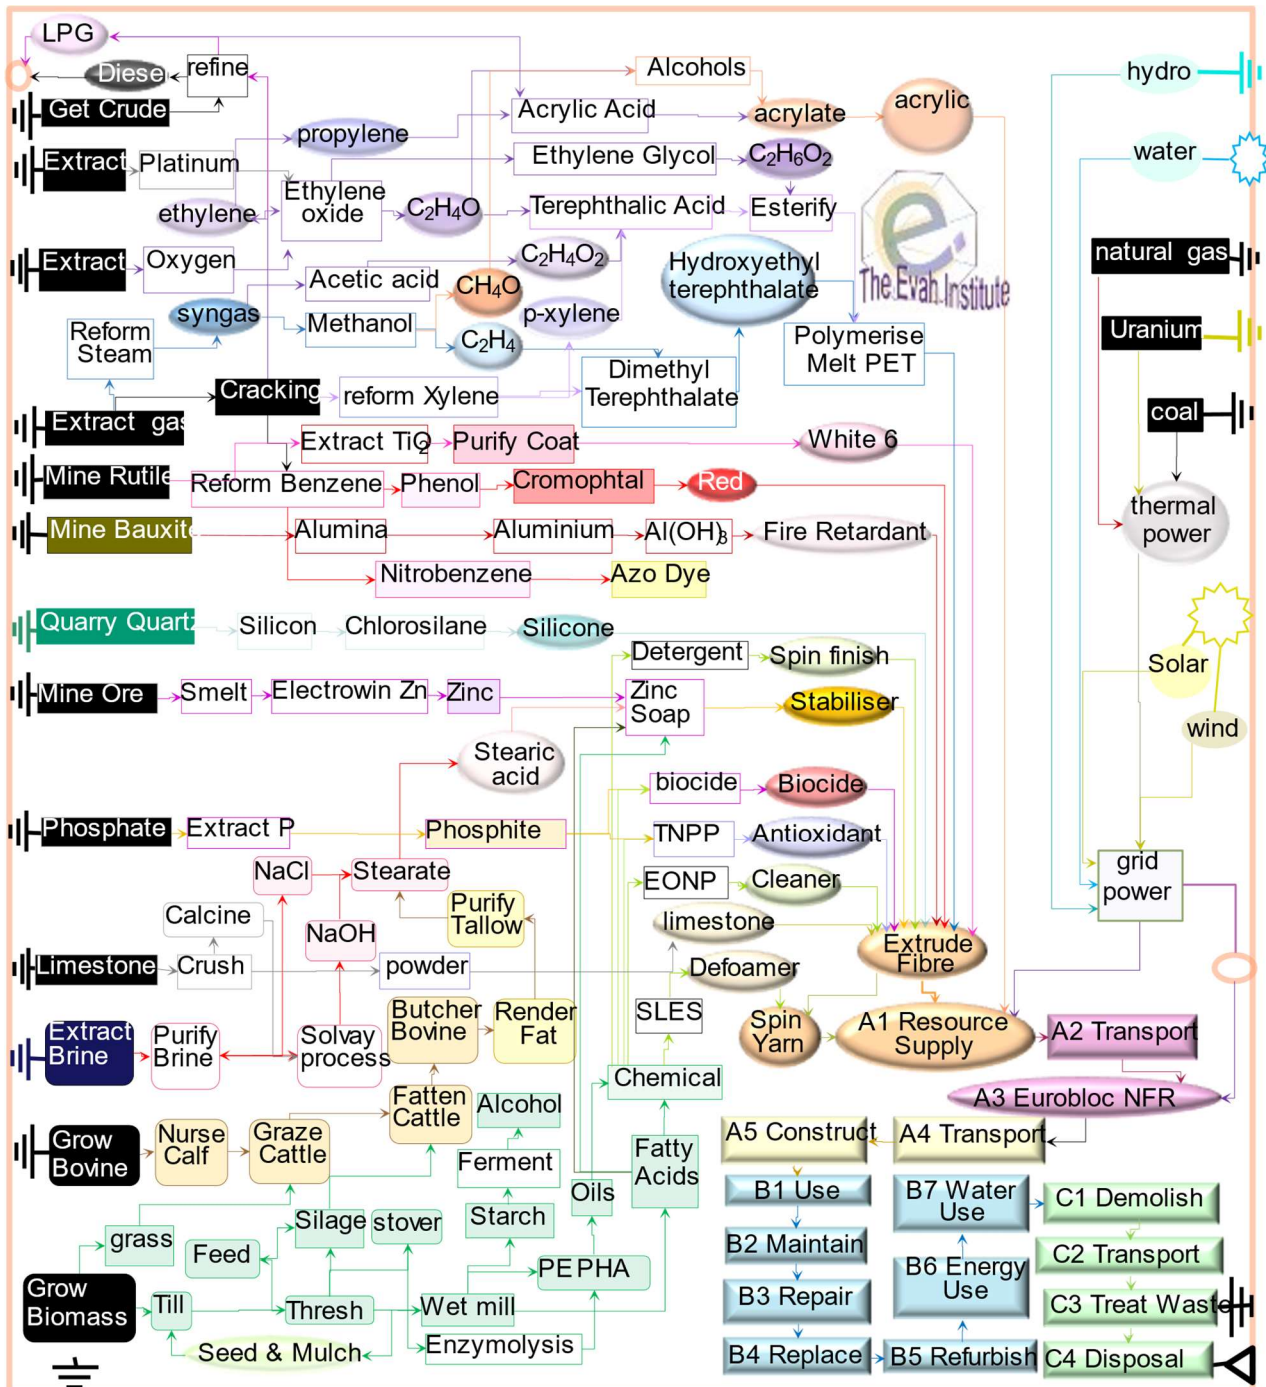 LPG
Diese
refine
Get Crude
Extract
Platinum
propylene
Alcohols
Acrylic Acid
acrylate
acrylic
Ethylene Glycol
C2H6O2
Ethylene
oxide
ethylene
C2H4O
Terephthalic Acid
Esterify
Extract
Oxygen
Acetic acid
C2H4O2
CH4O
Hydroxyethyl
terephthalate
The Evah Institute
syngas
Methanol
p-xylene
C2H4
Reform
Steam
Polymerise
Melt PET
Dimethyl
Terephthalate
Cracking
reform Xylene
Extract gas
Extract TiO2
Purify Coat
White 6
Mine Rutile
Reform Benzene
Phenol
Cromophtal
Red
Mine Bauxite
Alumina
Aluminium
Al(OH)3
Fire Retardant
Nitrobenzene
Azo Dye
Quarry Quartz
Silicon
Chlorosilane
Silicone
Detergent
Spin finish
Mine Ore
Smelt
Electrowin Zn
Zinc
Zinc
Soap
Stabiliser
Stearic
acid
biocide
Biocide
Phosphate
Extract P
Phosphite
TNPP
Antioxidant
NaCl
Stearate
EONP
Cleaner
Calcine
Purify
Tallow
limestone
NaOH
Extrude
Fibre
Limestone
Crush
powder
Defoamer
Extract
Brine
Purify
Brine
Solvay
process
Butcher
Bovine
Render
Fat
SLES
Spin
Yarn
A1 Resource
Supply
A2 Transport
Chemical
A3 Eurobloc NFR
Fatten
Cattle
Alcohol
Grow
Bovine
Nurse
Calf
Graze
Cattle
Ferment
Fatty
Acids
Oils
A5 Construct
A4 Transport
grass
Silage
stover
Starch
Feed
PEPHA
Grow
Biomass
Till
Thresh
Wet mill
Seed & Mulch
Enzymolysis
B1 Use
B2 Maintain
B3 Repair
B4 Replace
B5 Refurbish
B6 Energy
Use
B7 Water
Use
C1 Demolish
C2 Transport
C3 Treat Waste
C4 Disposal
hydro
water
natural gas
Uranium
coal
thermal
power
Solar
wind
grid
power